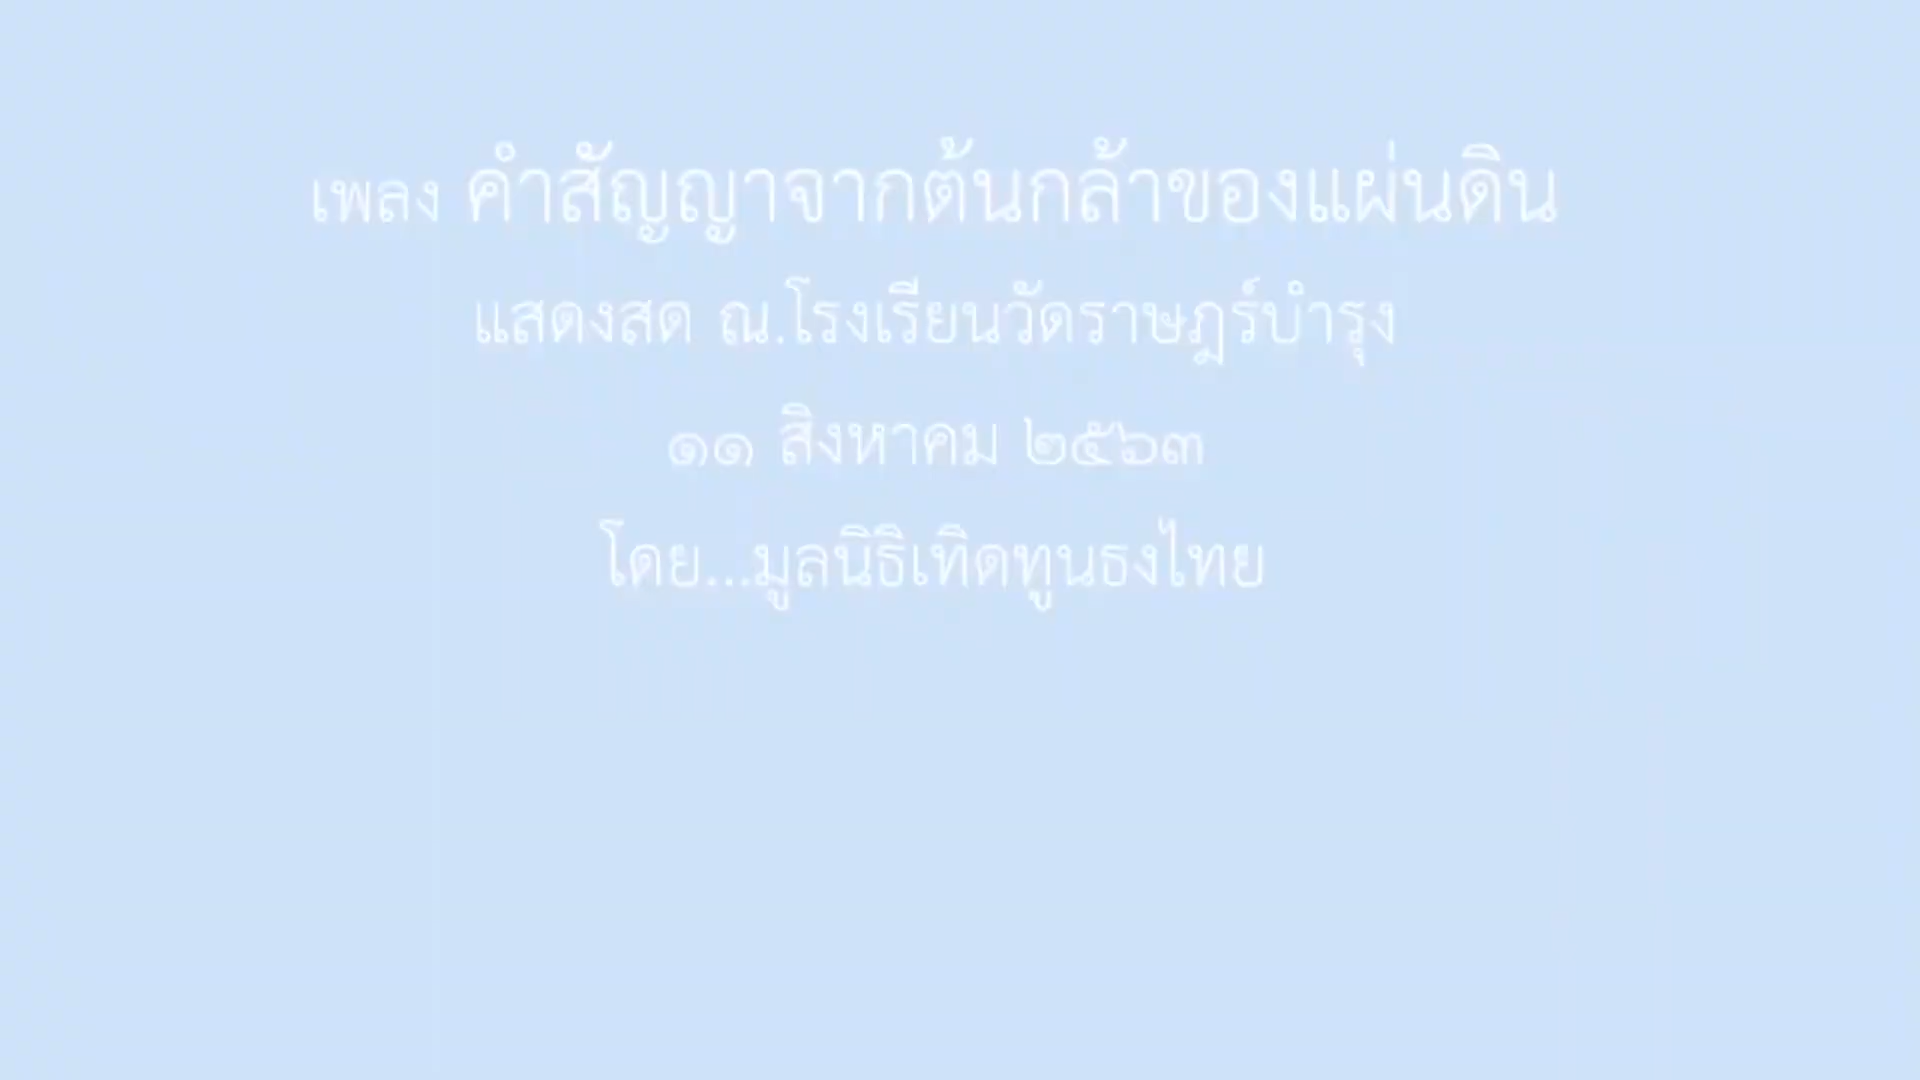 เพลง คำสัญญาจากต้นกล้าของแผ่นดิน
แสดงสด ณ.โรงเรียนวัดราษฎร์บำรุง
๑๑ สิงหาคม ๒๕๖๓
โดย...มูลนิธิเทิดทูนธงไทย